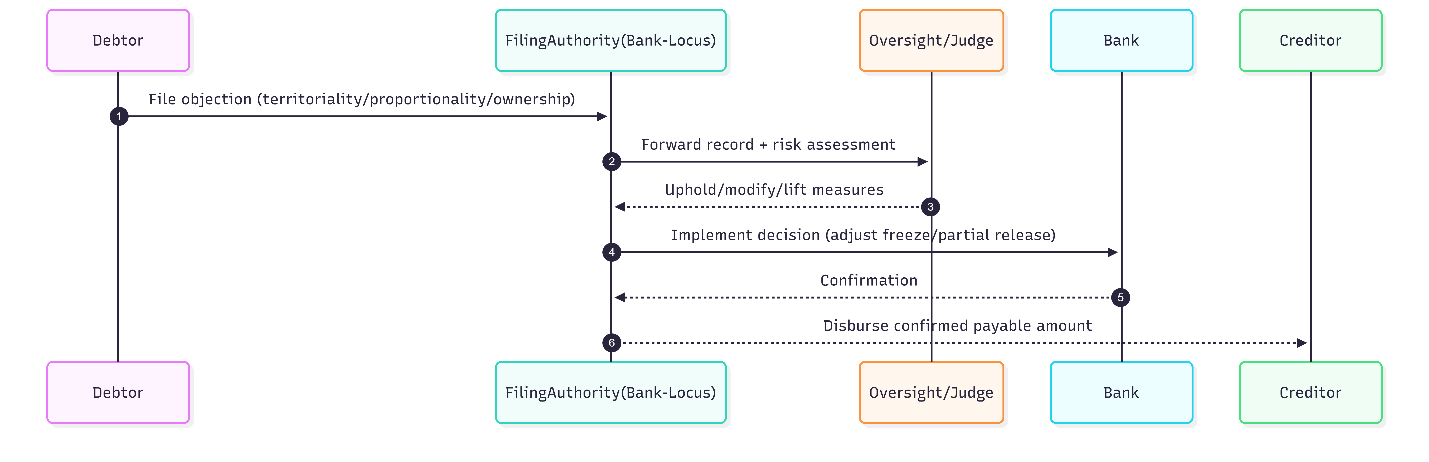 Debtor
FilingAuthority(Bank-Locus)
Oversight/Judge
Bank
Creditor
File objection (territoriality/proportionality/ownership)
1
Forward record + risk assessment
2
Uphold/modify/lift measures
3
Implement decision (adjust freeze/partial release)
4
Confirmation
5
Disburse confirmed payable amount
6
Debtor
FilingAuthority(Bank-Locus)
Oversight/Judge
Bank
Creditor